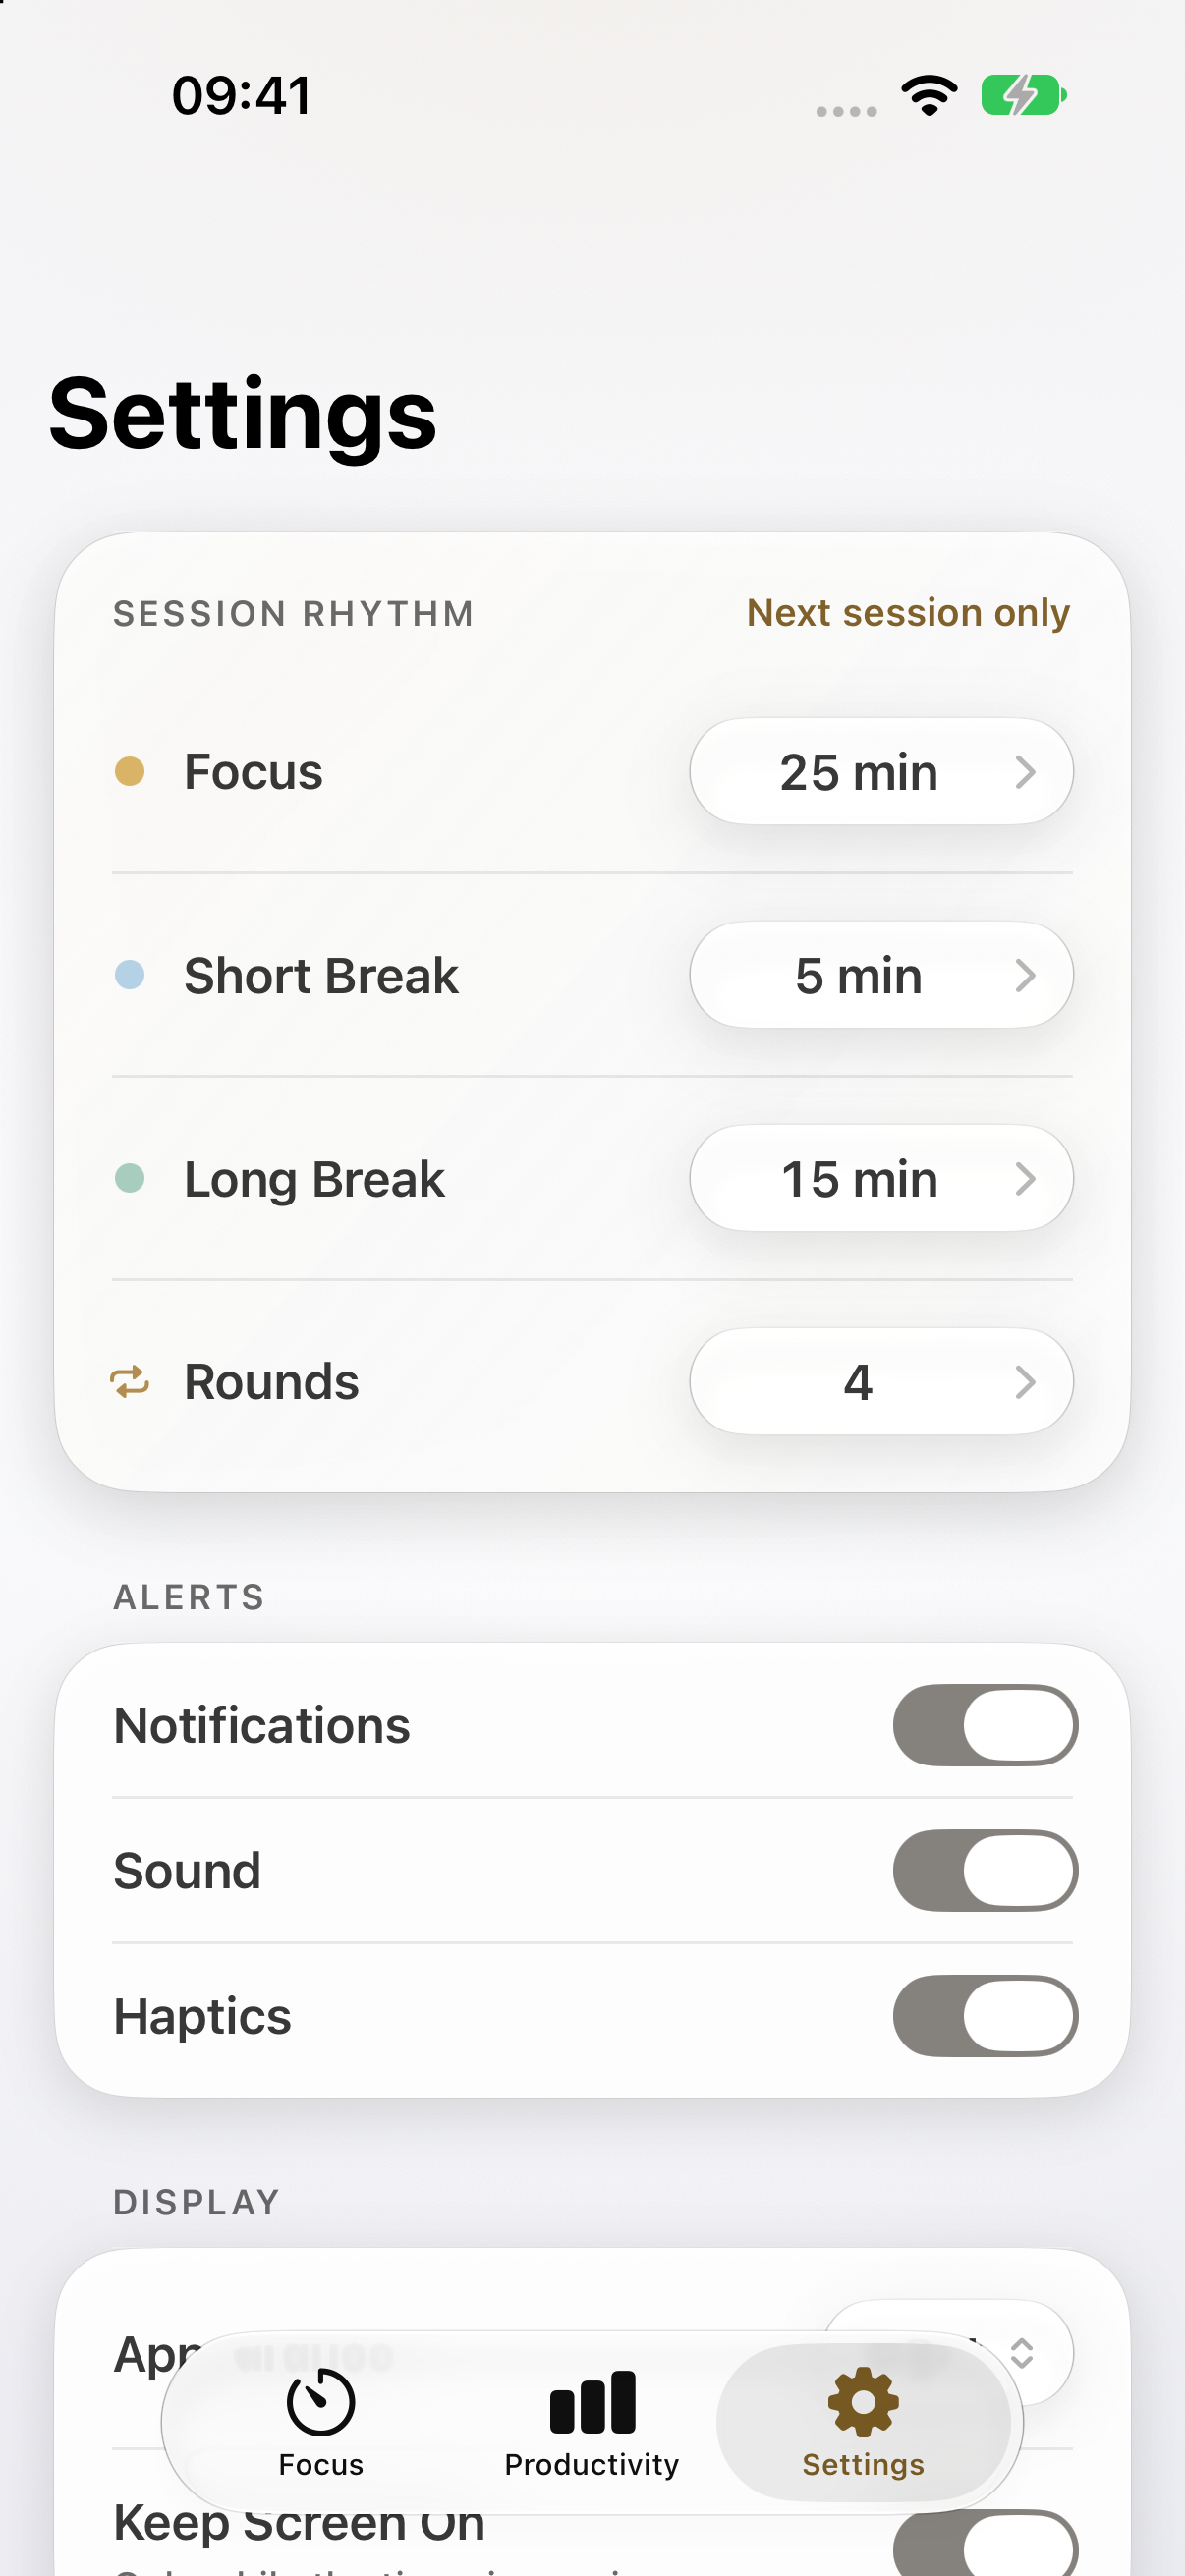 09:41
Settings
SESSION RHYTHM
Next session only
Focus
25 min
Short Break
5 min
Long Break
15 min
Rounds
4
ALERTS
Notifications
Sound
Haptics
DISPLAY
Keep Screen On
Focus
Productivity
Settings